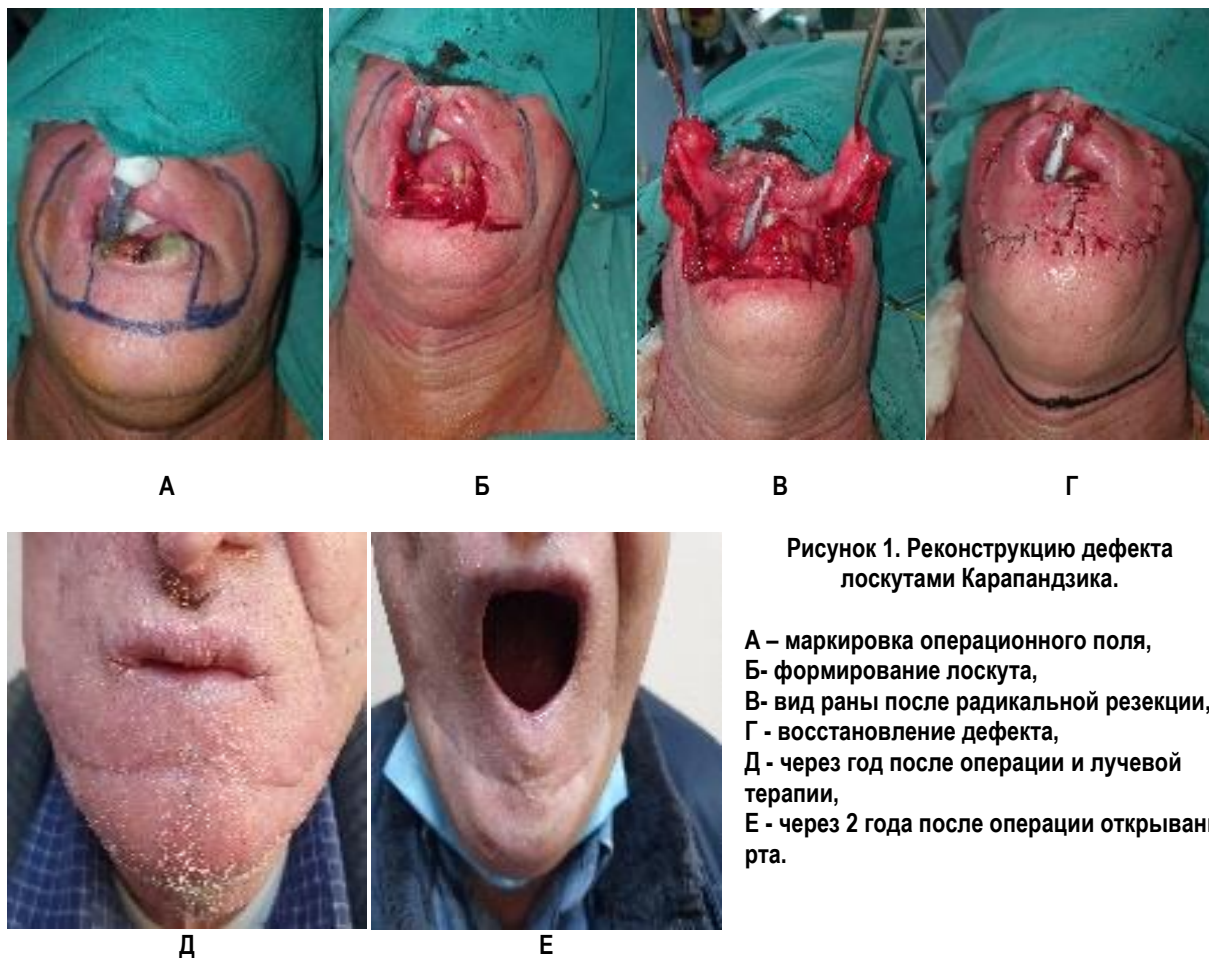 А
Б
В
Г
Рисунок 1. Реконструкцию дефекта
лоскутами Карапандзика.
А – маркировка операционного поля,
Б- формирование лоскута,
В- вид раны после радикальной резекции,
Г - восстановление дефекта,
Д - через год после операции и лучевой
терапии,
Е - через 2 года после операции
рта.
Д
Е